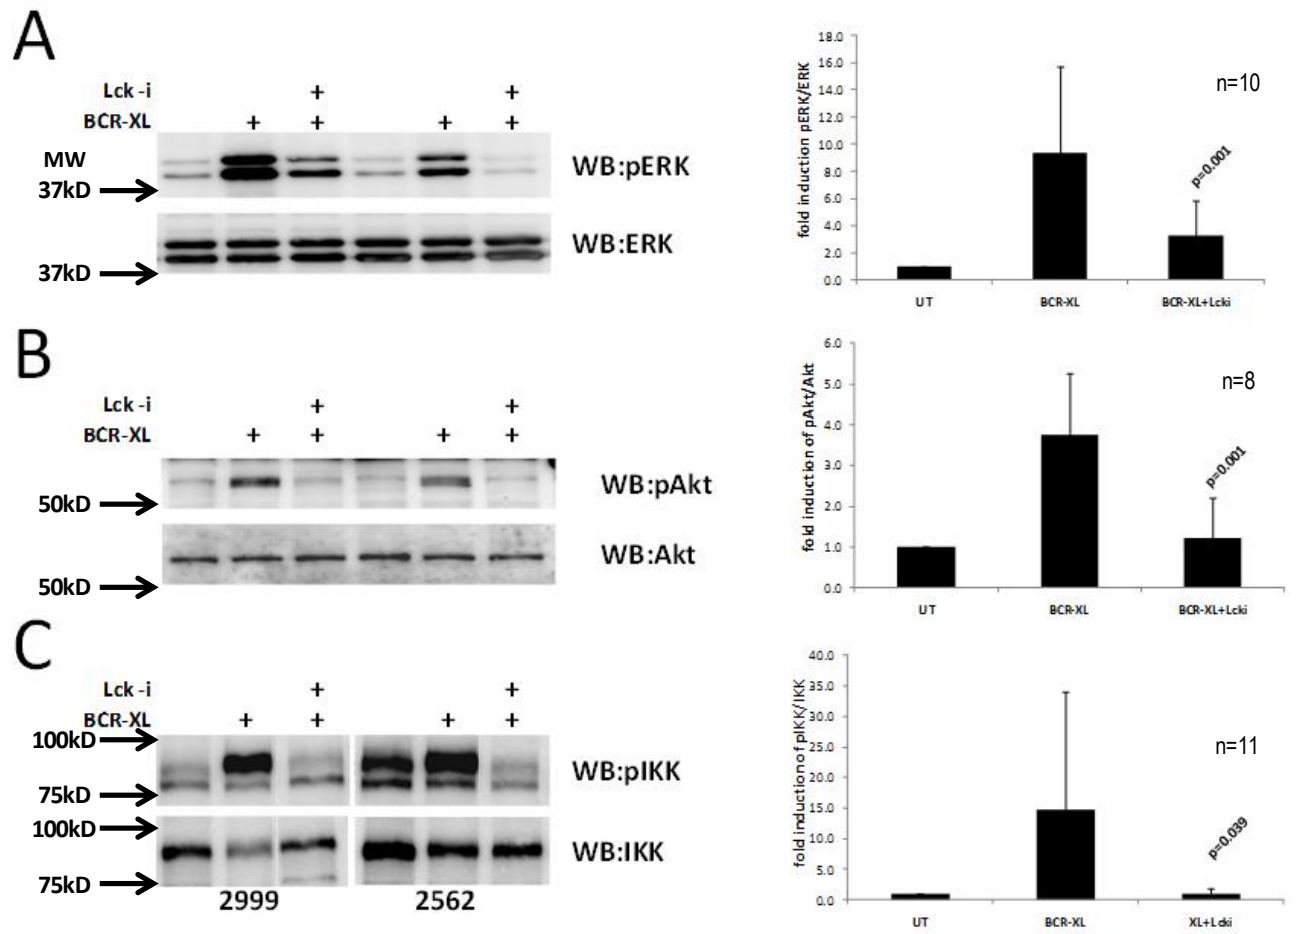 A
Lck -i + +
BCR-XL + + + +
MW
37kD
WB:pERK
37kD
WB:ERK
fold induction pERK/ERK
18.0
16.0
14.0
12.0
10.0
8.0
6.0
4.0
2.0
0.0
n=10
p=0.001
UT BCR-XL BCR-XL+Lcki
B
Lck -i + +
BCR-XL + + + +
50kD
WB:pAkt
50kD
WB:Akt
fold induction of pAkt/Akt
6.0
5.0
4.0
3.0
2.0
1.0
0.0
n=8
p=0.001
UT BCR-XL BCR-XL+Lcki
C
Lck -i + +
BCR-XL + + + +
100kD
75kD
WB:pIKK
100kD
75kD
WB:IKK
2999 2562
fold induction of pIKK/IKK
40.0
35.0
30.0
25.0
20.0
15.0
10.0
5.0
0.0
n=11
p=0.039
UT BCR-XL XL+Lcki